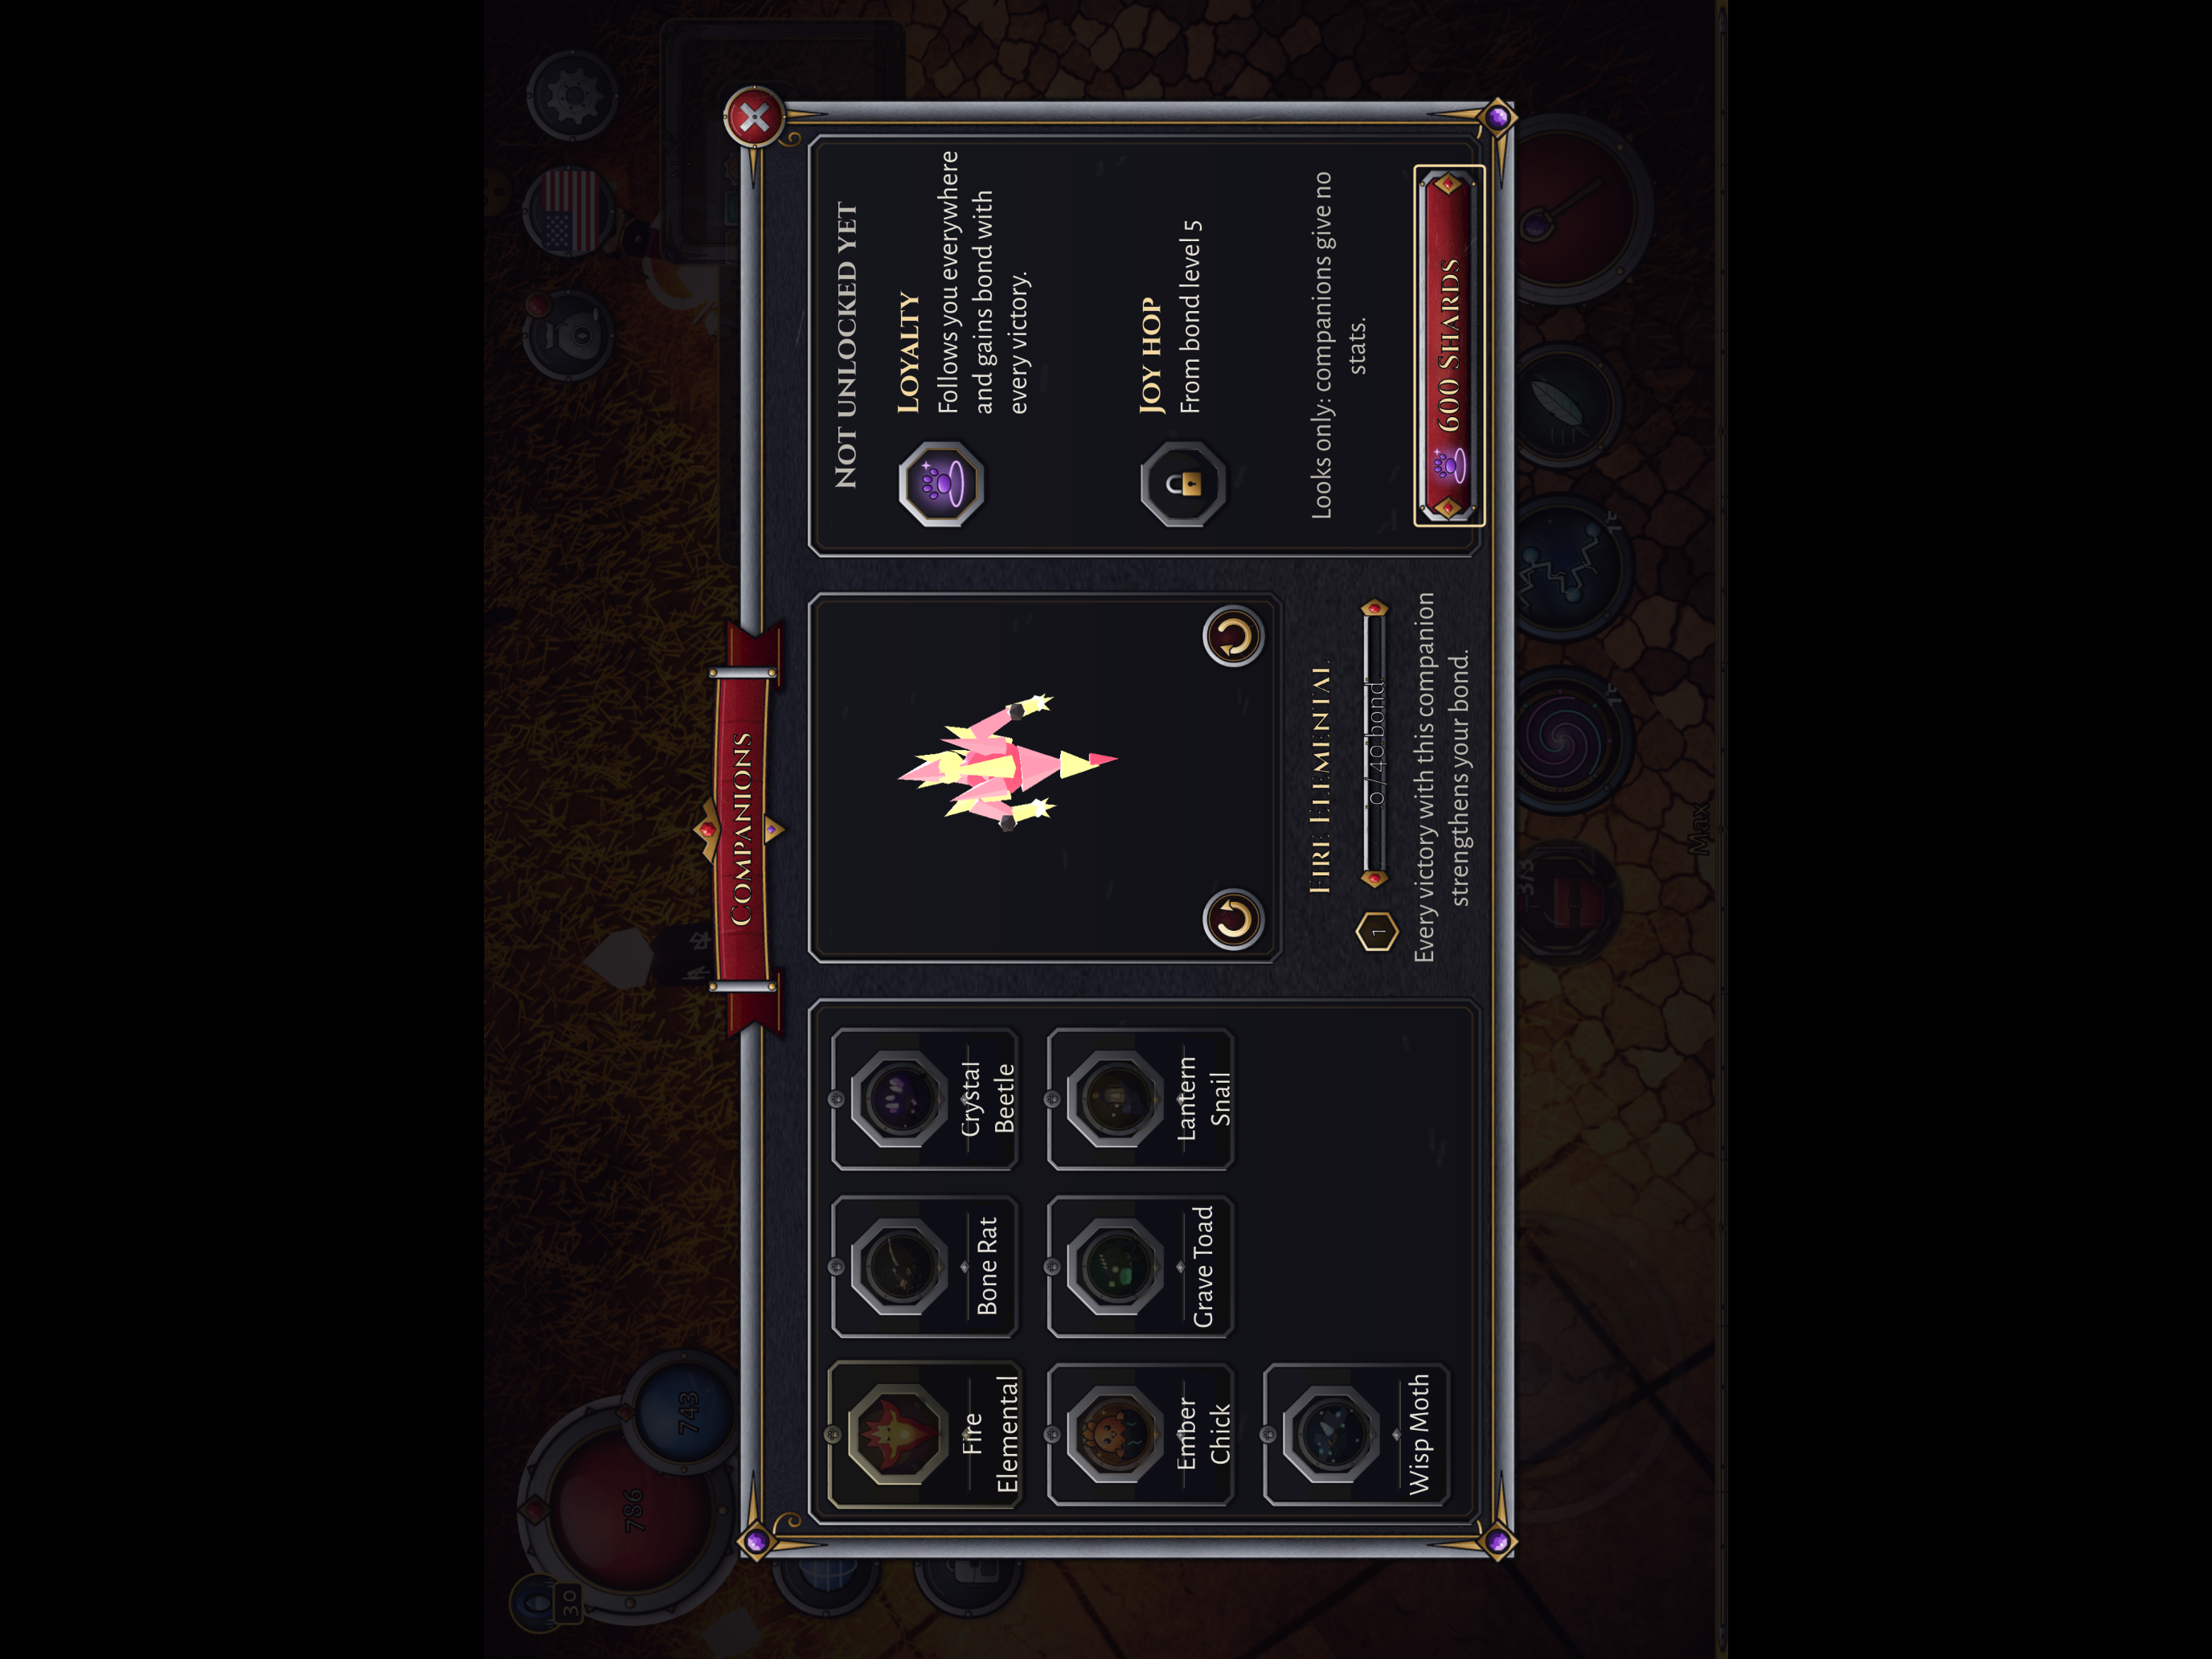 COMPANIONS
Fire
Elemental
Bone Rat
Crystal
Beetle
Ember
Chick
Grave Toad
Lantern
Snail
Wisp Moth
FIRE ELEMENTAL
1
0 / 40 bond
Every victory with this companion
strengthens your bond.
NOT UNLOCKED YET
LOYALTY
Follows you everywhere
and gains bond with
every victory.
JOY HOP
From bond level 5
Looks only: companions give no
stats.
600 SHARDS
30
786
743
3/3
Max